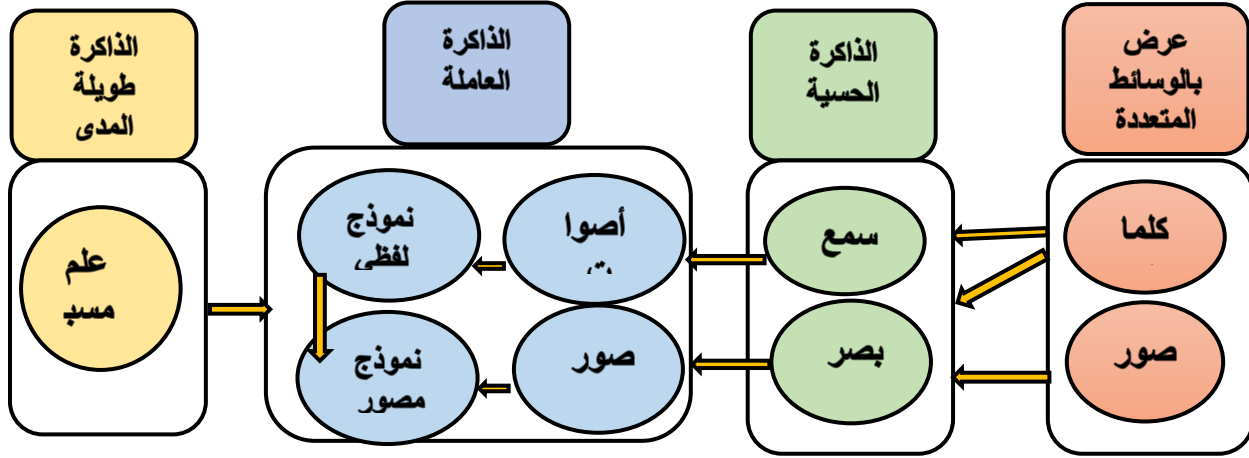 عرض
بالوسائط
المتعددة
كلما
صور
الذاكرة
الحسية
سمع
بصر
الذاكرة
العاملة
أصوا
ت
صور
نموذج
لفظي
نموذج
مصور
الذاكرة
طويلة
المدى
علم
مسب